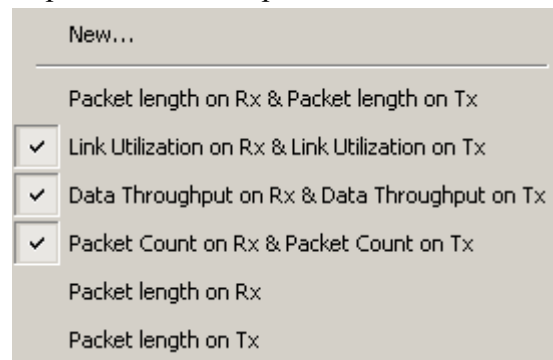 New...
Packet length on Rx & Packet length on Tx
Link Utilization on Rx & Link Utilization on Tx
Data Throughput on Rx & Data Throughput on Tx
Packet Count on Rx & Packet Count on Tx
Packet length on Rx
Packet length on Tx